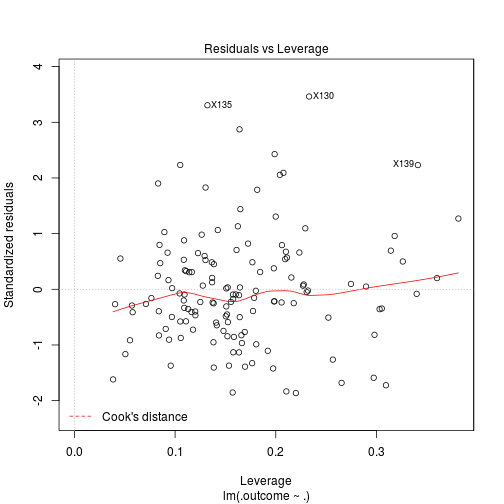 Residuals vs Leverage
4
3
2
1
0
-1
-2
Standardized residuals
X135
X130
X139
Cook's distance
0.0 0.1 0.2 0.3
Leverage
lm(.outcome ~ .)